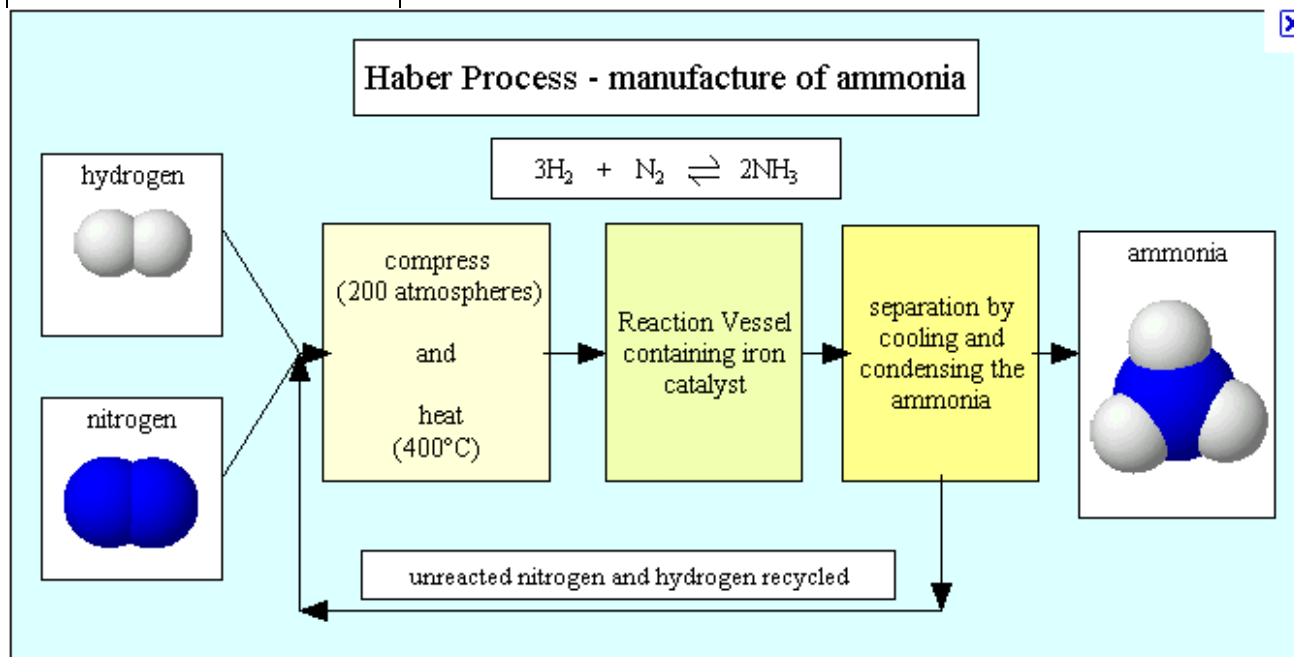 Haber Process - manufacture of ammonia
3H₂ + N₂ ⇌ 2NH₃
hydrogen
nitrogen
compress
(200 atmospheres)
and
heat
(400°C)
Reaction Vessel
containing iron
catalyst
separation by
cooling and
condensing the
ammonia
ammonia
unreacted nitrogen and hydrogen recycled